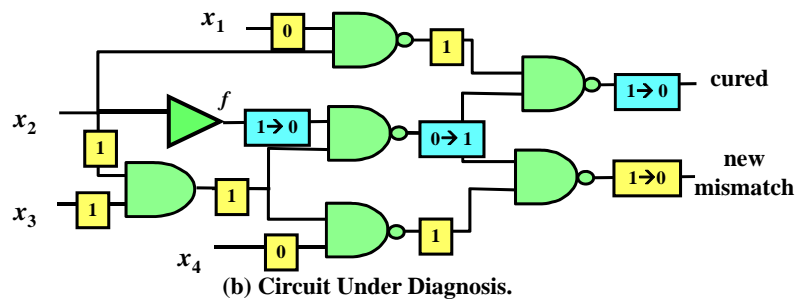 x1
0
1
1→0
cured
x2
f
1→0
0→1
1
new
mismatch
1→0
1
x3
1
1
x4
0
(b) Circuit Under Diagnosis.